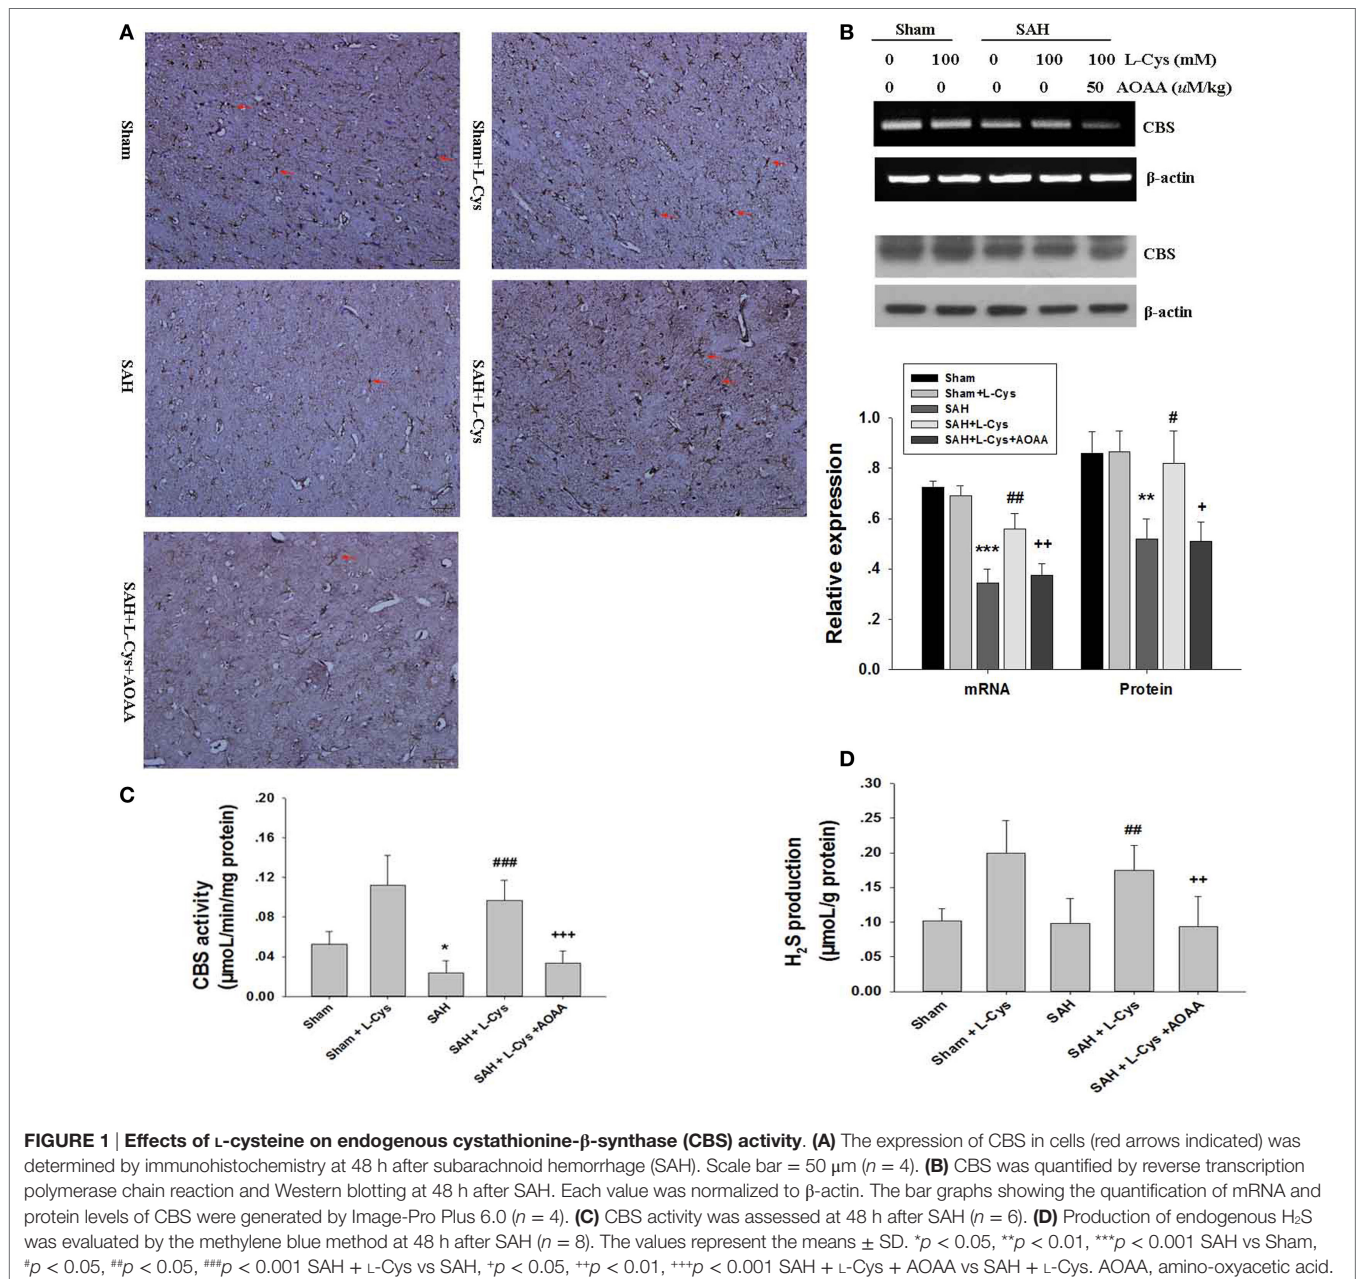 A
Sham
Sham+L-Cys
SAH
SAH+L-Cys
SAH+L-Cys+AOAA
B
Sham SAH
0 100 0 100 100 L-Cys (mM)
0 0 0 0 50 AOAA (uM/kg)
CBS
β-actin
CBS
β-actin
Sham
Sham+L-Cys
SAH
SAH+L-Cys
SAH+L-Cys+AOAA
Relative expression
1.0
.8
.6
.4
.2
0.0
*** ## ++
** # +
mRNA Protein
C
CBS activity
(μmoL/min/mg protein)
.20
.16
.12
.08
.04
0.00
* ### +++
Sham
Sham + L-Cys
SAH
SAH + L-Cys
SAH + L-Cys +AOAA
D
H₂S production
(μmoL/g protein)
.30
.25
.20
.15
.10
.05
0.00
## ++
Sham
Sham + L-Cys
SAH
SAH + L-Cys
SAH + L-Cys +AOAA
FIGURE 1 | Effects of L-cysteine on endogenous cystathionine-β-synthase (CBS) activity. (A) The expression of CBS in cells (red arrows indicated) was
determined by immunohistochemistry at 48 h after subarachnoid hemorrhage (SAH). Scale bar = 50 μm (n = 4). (B) CBS was quantified by reverse transcription
polymerase chain reaction and Western blotting at 48 h after SAH. Each value was normalized to β-actin. The bar graphs showing the quantification of mRNA and
protein levels of CBS were generated by Image-Pro Plus 6.0 (n = 4). (C) CBS activity was assessed at 48 h after SAH (n = 6). (D) Production of endogenous H₂S
was evaluated by the methylene blue method at 48 h after SAH (n = 8). The values represent the means ± SD. *p < 0.05, **p < 0.01, ***p < 0.001 SAH vs Sham,
#p < 0.05, ##p < 0.05, ###p < 0.001 SAH + L-Cys vs SAH, +p < 0.05, ++p < 0.01, +++p < 0.001 SAH + L-Cys + AOAA vs SAH + L-Cys. AOAA, amino-oxyacetic acid.